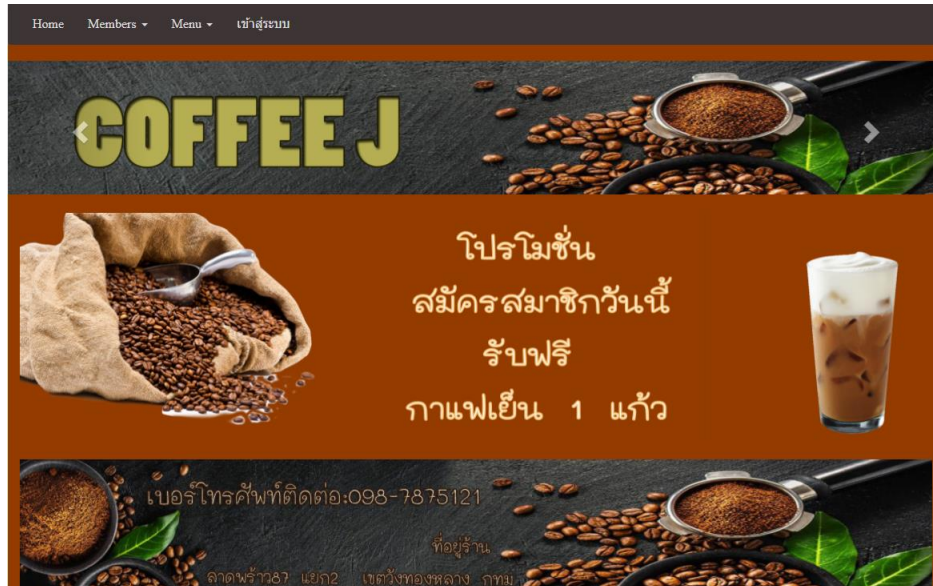 Home Members Menu เข้าสู่ระบบ
COFFEE J
โปรโมชั่น
สมัครสมาชิกวันนี้
รับฟรี
กาแฟเย็น 1 แก้ว
เบอร์โทรศัพท์ติดต่อ:098-7875121
ที่อยู่ร้าน
ลาดพร้าว87 แยก2 เขตวังทองหลาง กทม